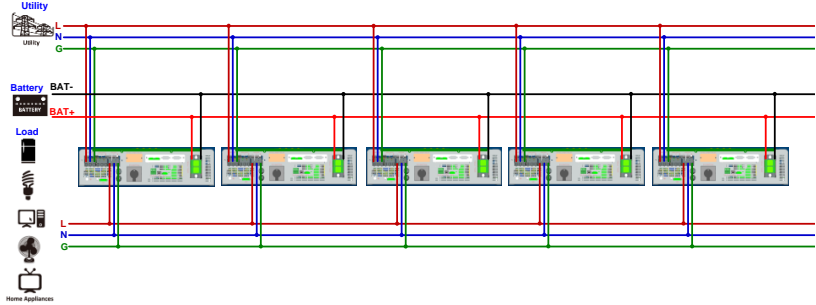 Utility
L
N
Utility
G
Battery
BAT-
BATTERY
BAT+
Load
L
N
G
Home Appliances